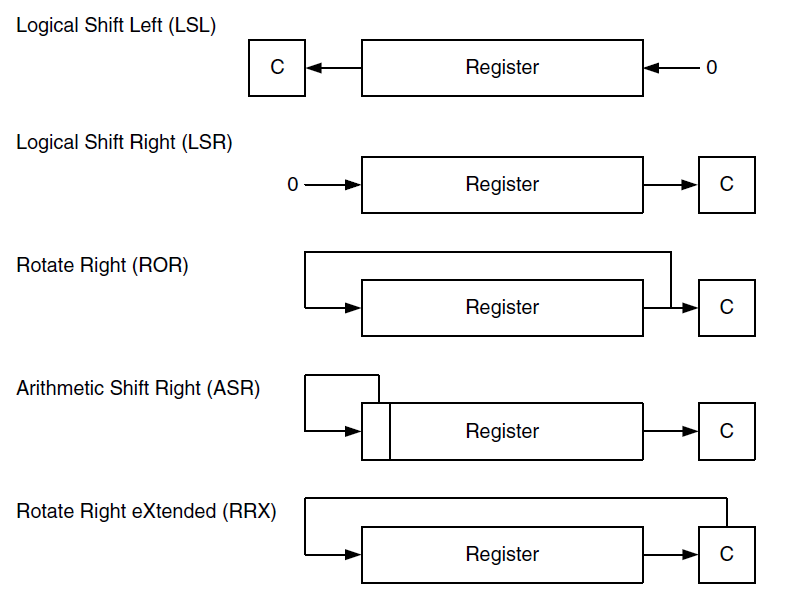 Logical Shift Left (LSL)
C Register 0
Logical Shift Right (LSR)
0 Register C
Rotate Right (ROR)
Register C
Arithmetic Shift Right (ASR)
Register C
Rotate Right eXtended (RRX)
Register C